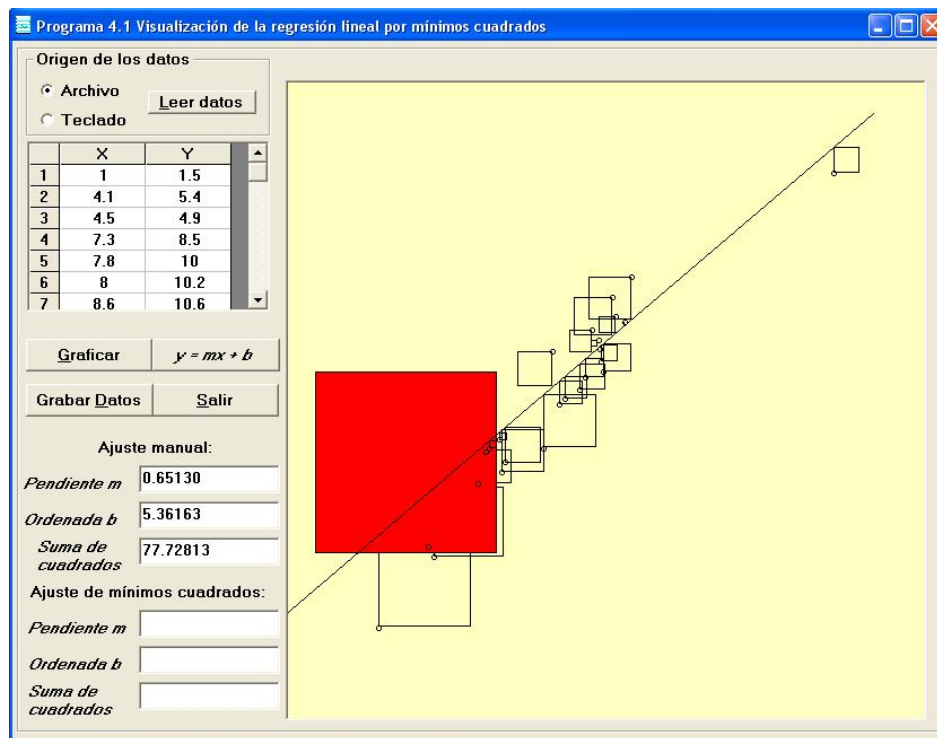 Programa 4.1 Visualización de la regresión lineal por mínimos cuadrados
Origen de los datos
Archivo
Leer datos
Teclado
X Y
1 1 1.5
2 4.1 5.4
3 4.5 4.9
4 7.3 8.5
5 7.8 10
6 8 10.2
7 8.6 10.6
Graficar y = mx + b
Grabar Datos Salir
Ajuste manual:
Pendiente m 0.65130
Ordenada b 5.36163
Suma de
cuadrados 77.72813
Ajuste de mínimos cuadrados:
Pendiente m
Ordenada b
Suma de
cuadrados